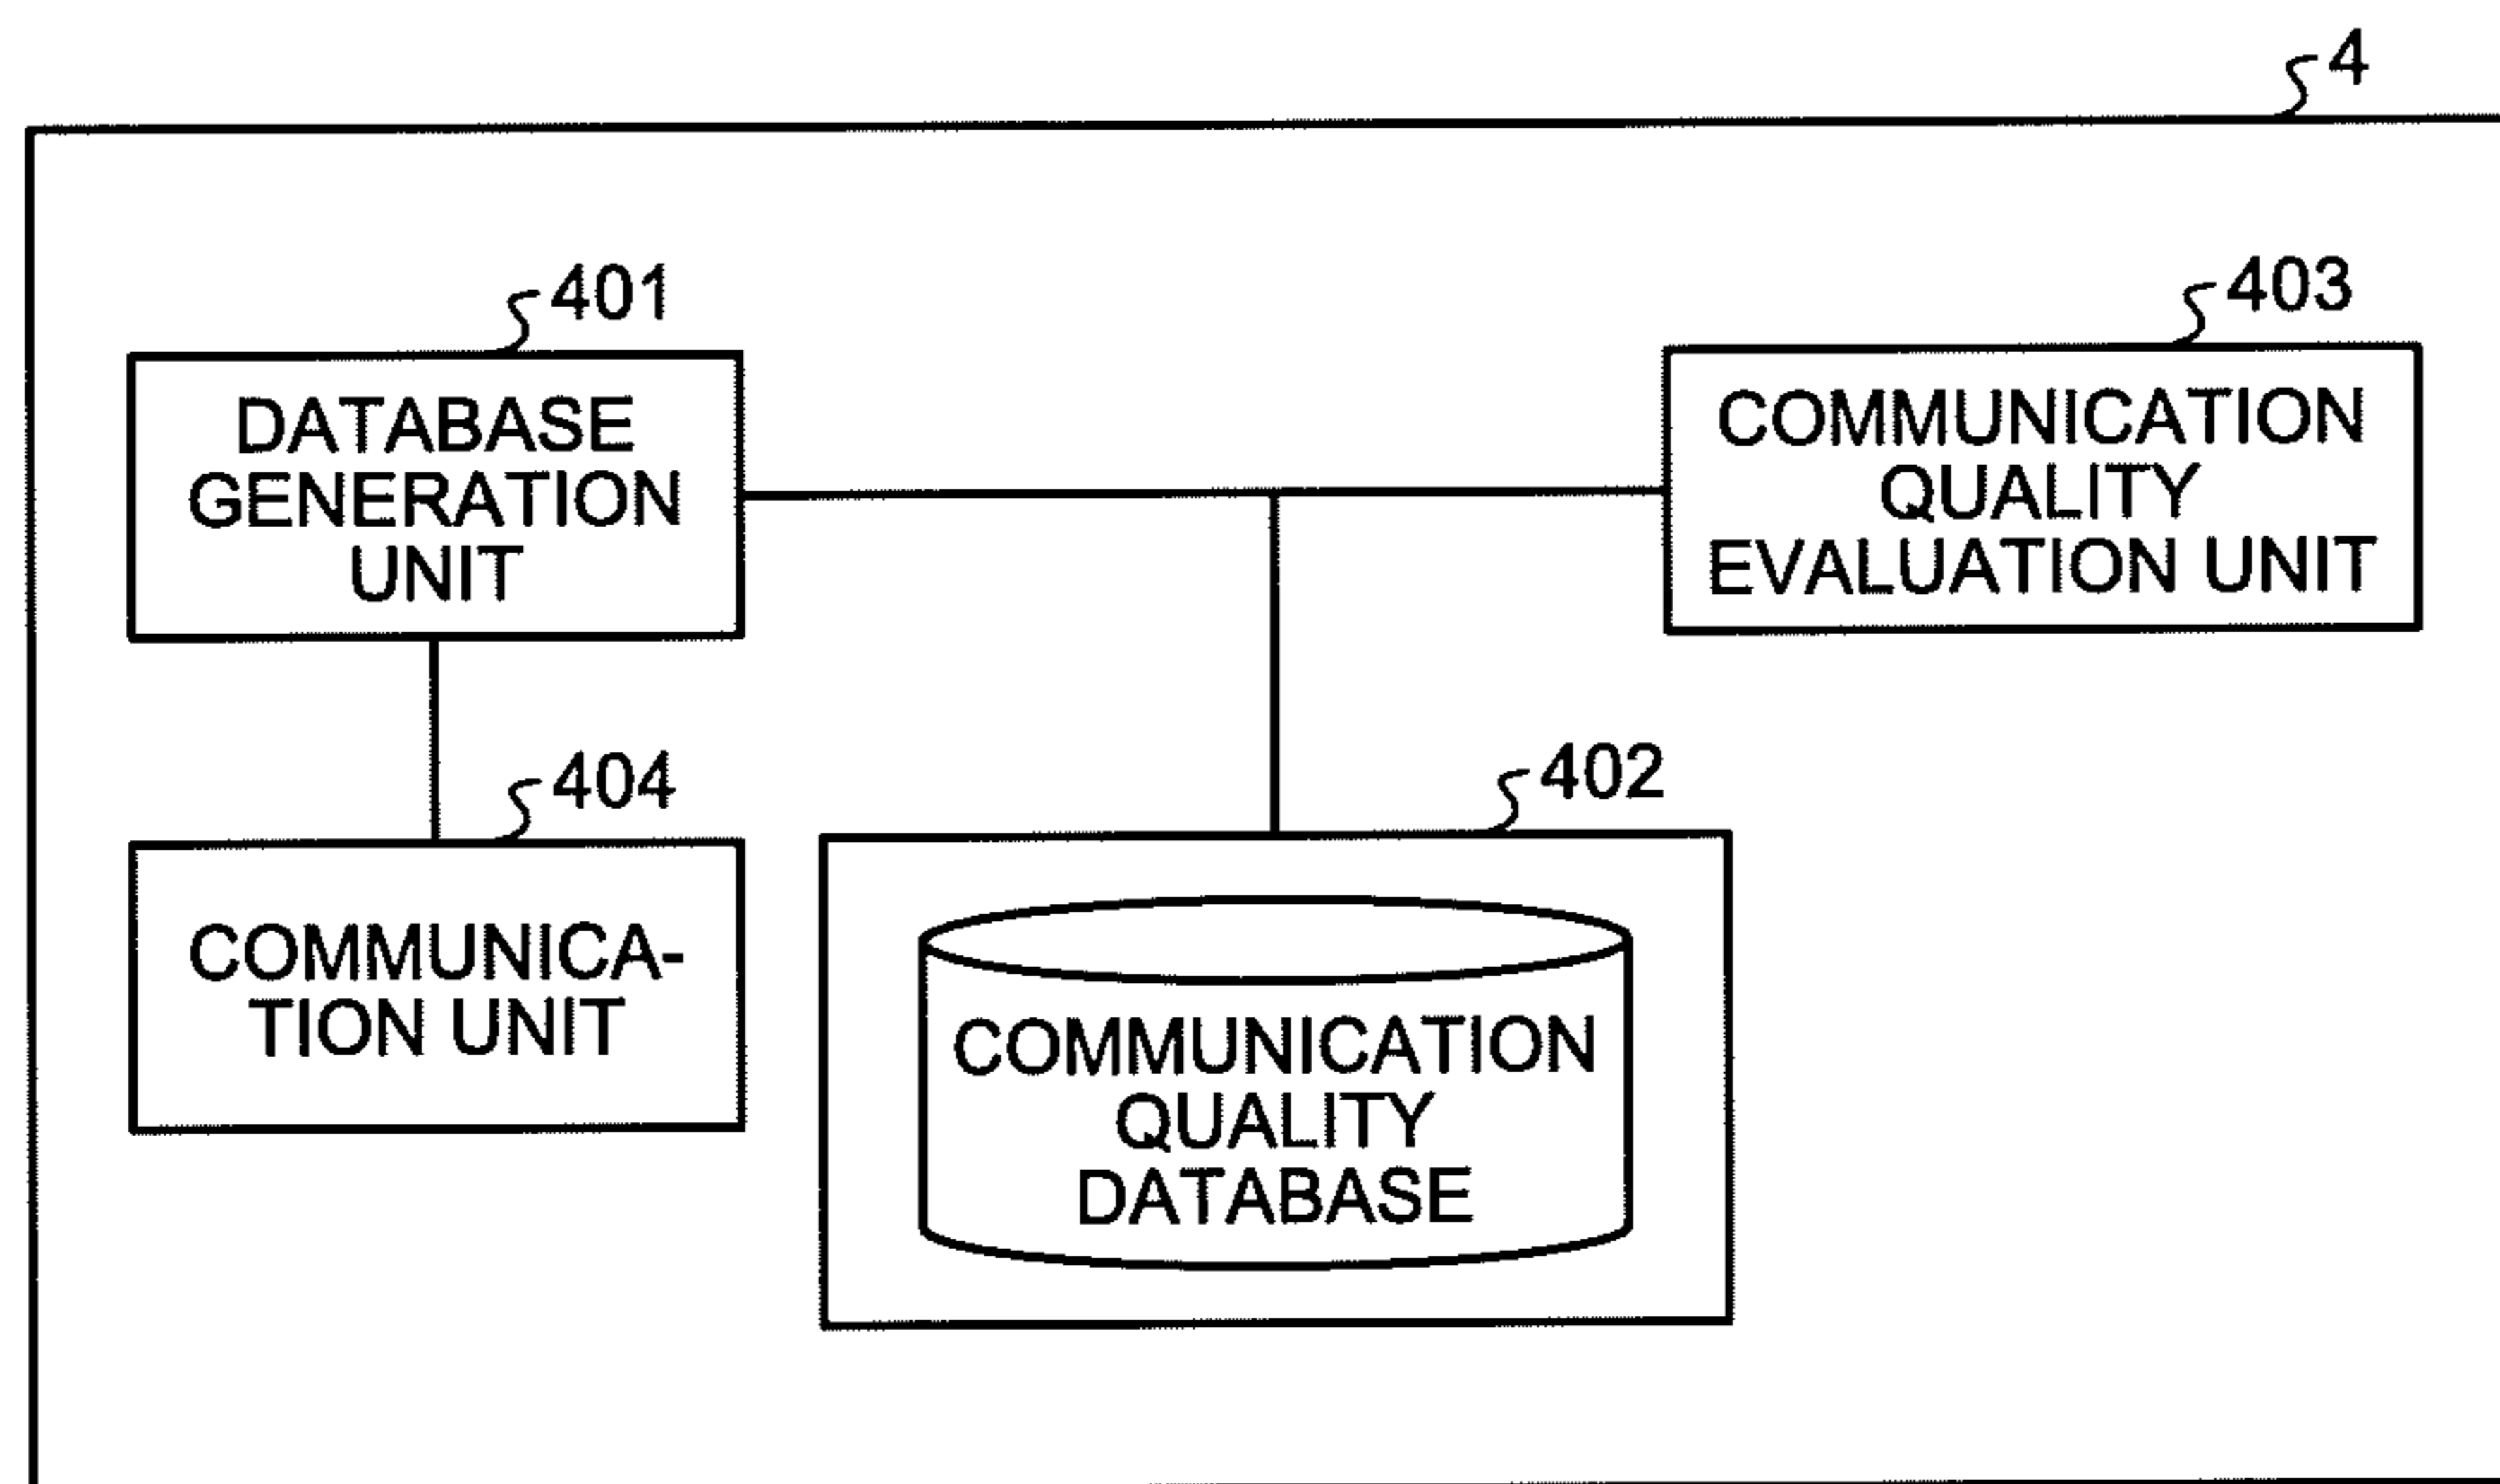 4
401
DATABASE
GENERATION
UNIT
403
COMMUNICATION
QUALITY
EVALUATION UNIT
404
COMMUNICA-
TION UNIT
402
COMMUNICATION
QUALITY
DATABASE